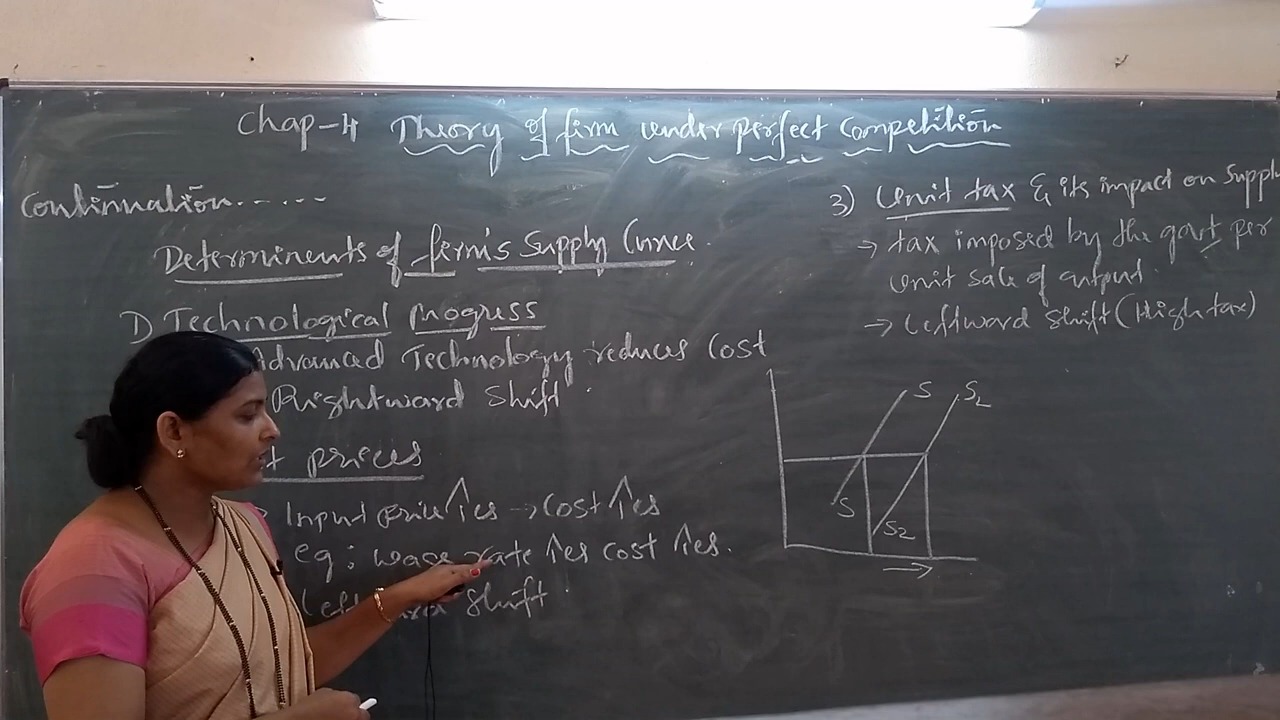 Chap-4 Theory of firm under perfect Competition
Continuation......
Determinents of firm's Supply Curve.
1) Technological Progress
Advanced Technology reduces Cost
Rightward Shift
prices
Input price ↑es → Cost ↑es
eg: wage rate ↑es cost ↑es.
Shift
3) Unit tax & its impact on Supply
→ tax imposed by the govt per
Unit sale of output.
→ Leftward Shift (High tax)
S S2
S S2
→